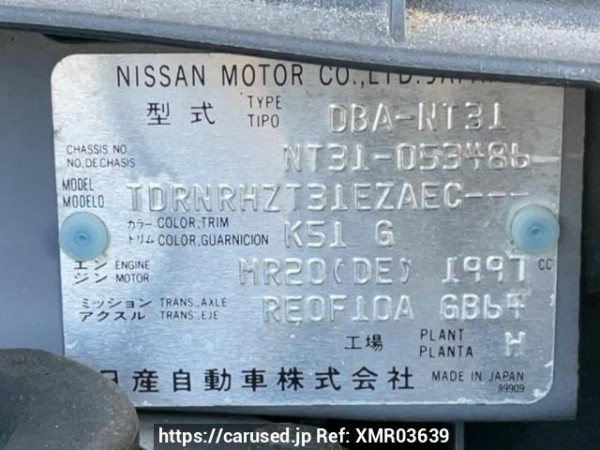 NISSAN MOTOR CO.,LTD.JAPAN
型式 TYPE TIPO DBA-NT31
CHASSIS NO NO.DECHASIS NT31-053486
MODEL MODELO TDRNRHZT31EZAEC---
カラー トリム COLOR,TRIM COLOR,GUARNICION K51 G
エンジン ENGINE MOTOR MR20(DE) 1997 CC
ミッション アクスル TRANS.,AXLE TRANS.,EJE RE0F10A GB64
工場 PLANT PLANTA H
日産自動車株式会社 MADE IN JAPAN
89909
https://carused.jp Ref: XMR03639